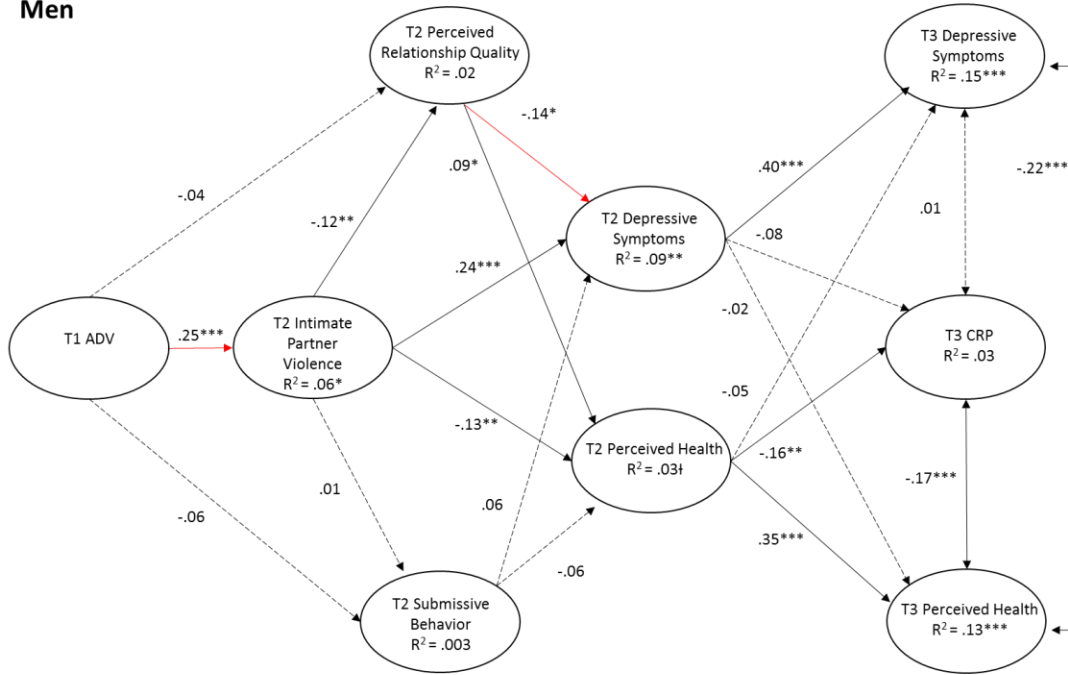 Men
T2 Perceived
Relationship Quality
R² = .02
T3 Depressive
Symptoms
R² = .15***
-.14*
.09*
.40***
-.22***
-.04
.01
-.12**
T2 Depressive
Symptoms
R² = .09**
-.08
.24***
-.02
T1 ADV
.25***
T2 Intimate
Partner
Violence
R² = .06*
T3 CRP
R² = .03
-.05
-.13**
T2 Perceived Health
R² = .03ƚ
-.16**
-.17***
.01
.06
-.06
.35***
-.06
T2 Submissive
Behavior
R² = .003
T3 Perceived Health
R² = .13***